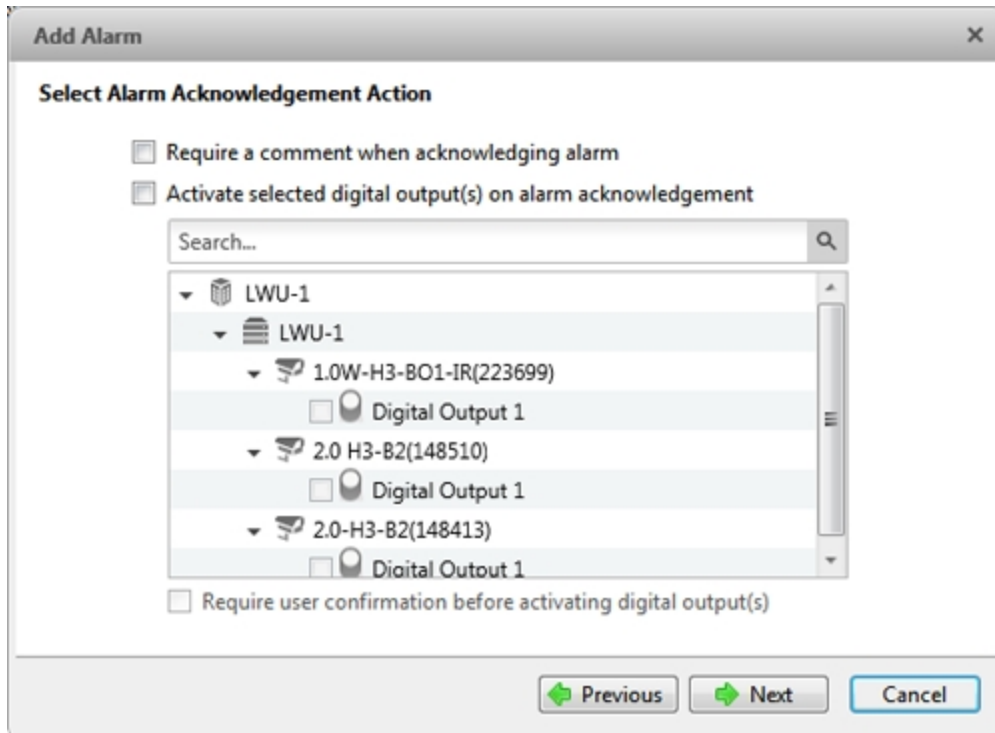 Add Alarm
Select Alarm Acknowledgement Action
Require a comment when acknowledging alarm
Activate selected digital output(s) on alarm acknowledgement
Search...
LWU-1
LWU-1
1.0W-H3-BO1-IR(223699)
Digital Output 1
2.0 H3-B2(148510)
Digital Output 1
2.0-H3-B2(148413)
Digital Output 1
Require user confirmation before activating digital output(s)
Previous Next Cancel